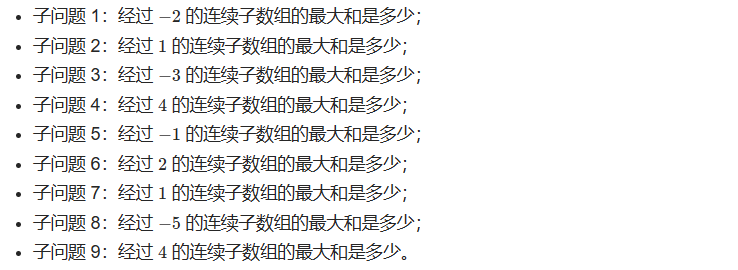 子问题 1：经过 −2 的连续子数组的最大和是多少；
子问题 2：经过 1 的连续子数组的最大和是多少；
子问题 3：经过 −3 的连续子数组的最大和是多少；
子问题 4：经过 4 的连续子数组的最大和是多少；
子问题 5：经过 −1 的连续子数组的最大和是多少；
子问题 6：经过 2 的连续子数组的最大和是多少；
子问题 7：经过 1 的连续子数组的最大和是多少；
子问题 8：经过 −5 的连续子数组的最大和是多少；
子问题 9：经过 4 的连续子数组的最大和是多少。